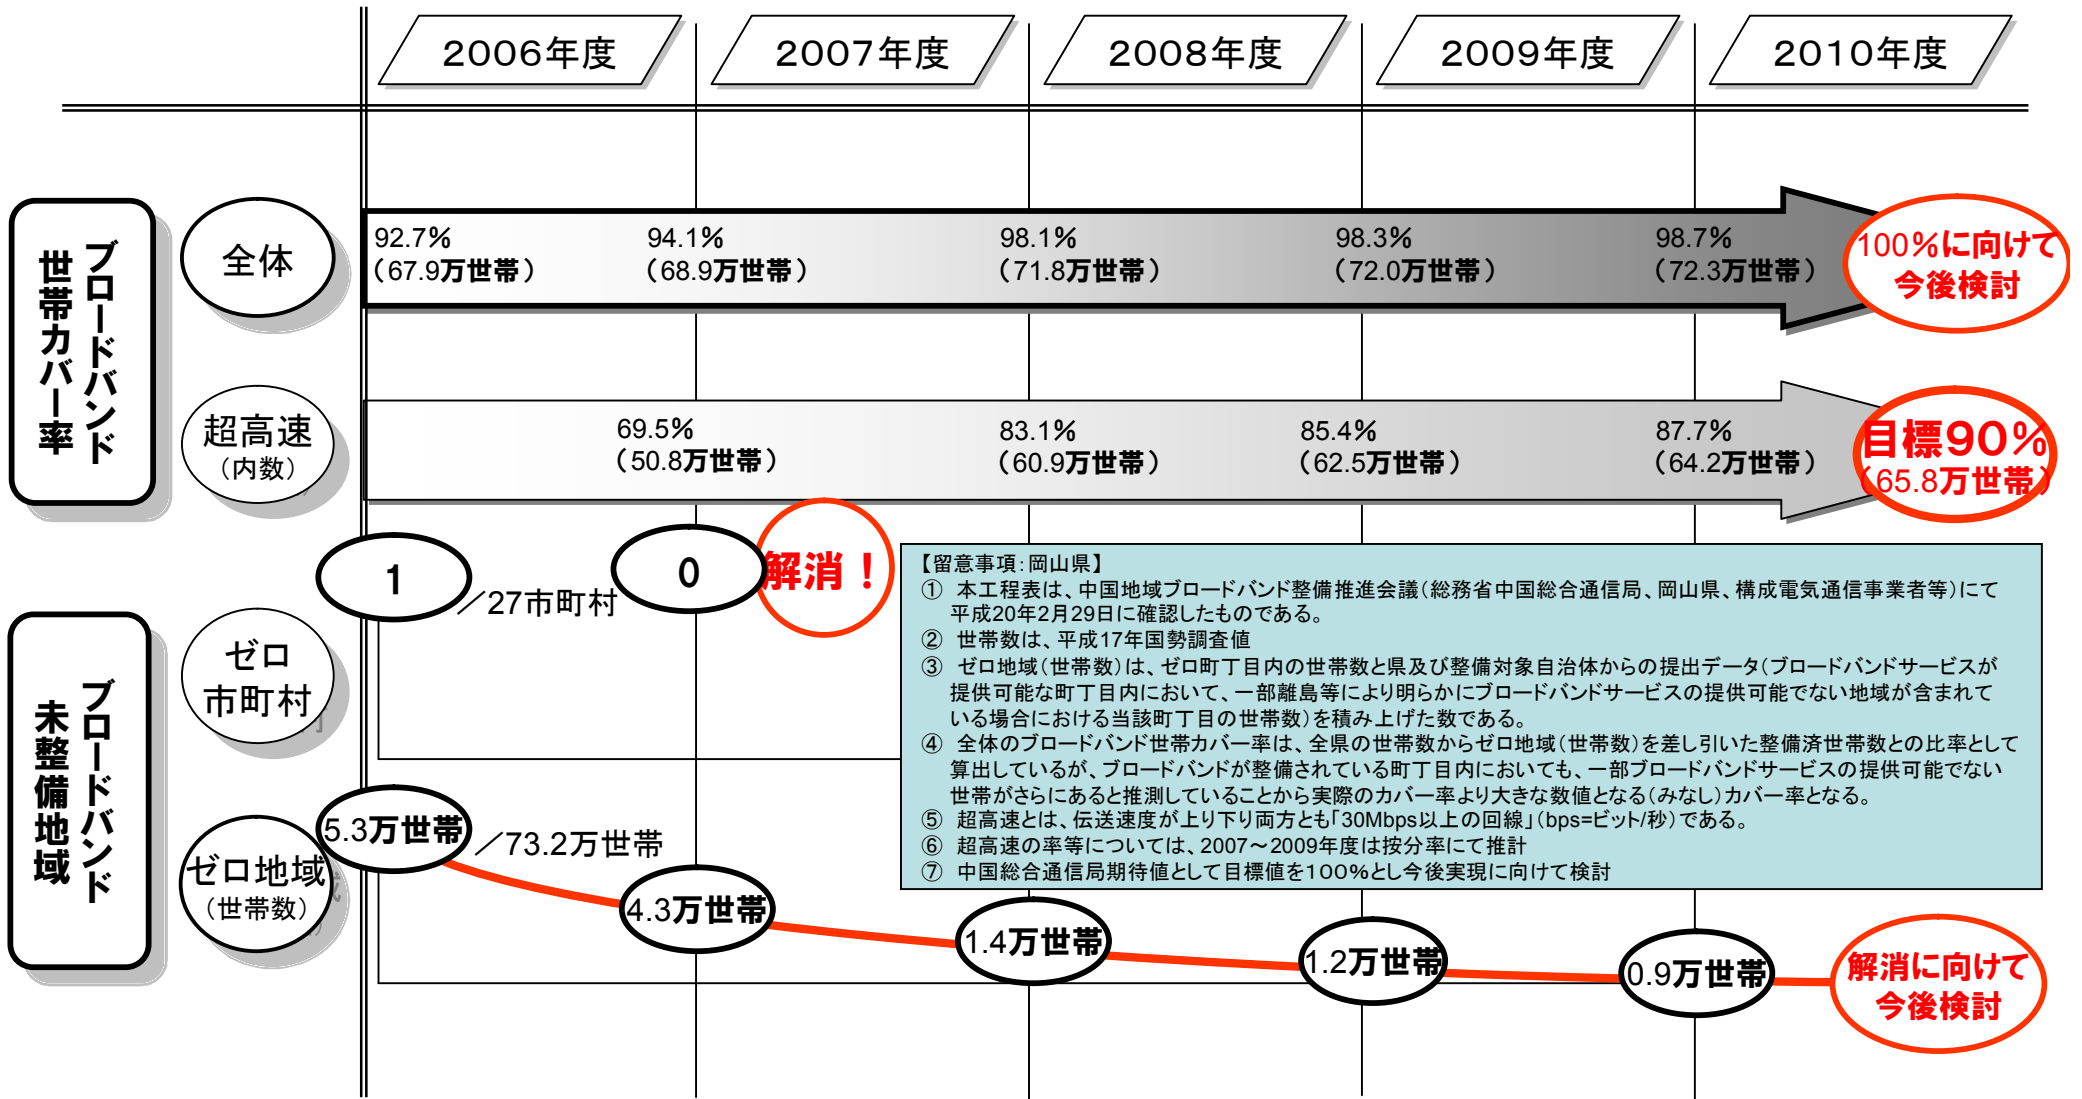 2006年度
2007年度
2008年度
2009年度
2010年度
ブロードバンド
世帯カバー率
全体
92.7%
(67.9万世帯)
94.1%
(68.9万世帯)
98.1%
(71.8万世帯)
98.3%
(72.0万世帯)
98.7%
(72.3万世帯)
100%に向けて
今後検討
超高速
(内数)
69.5%
(50.8万世帯)
83.1%
(60.9万世帯)
85.4%
(62.5万世帯)
87.7%
(64.2万世帯)
目標90%
(65.8万世帯)
ブロードバンド
未整備地域
ゼロ
市町村
1
/27市町村
0
解消!
【留意事項:岡山県】
① 本工程表は、中国地域ブロードバンド整備推進会議(総務省中国総合通信局、岡山県、構成電気通信事業者等)にて
平成20年2月29日に確認したものである。
② 世帯数は、平成17年国勢調査値
③ ゼロ地域(世帯数)は、ゼロ町丁目内の世帯数と県及び整備対象自治体からの提出データ(ブロードバンドサービスが
提供可能な町丁目内において、一部離島等により明らかにブロードバンドサービスの提供可能でない地域が含まれて
いる場合における当該町丁目の世帯数)を積み上げた数である。
④ 全体のブロードバンド世帯カバー率は、全県の世帯数からゼロ地域(世帯数)を差し引いた整備済世帯数との比率として
算出しているが、ブロードバンドが整備されている町丁目内においても、一部ブロードバンドサービスの提供可能でない
世帯がさらにあると推測していることから実際のカバー率より大きな数値となる(みなし)カバー率となる。
⑤ 超高速とは、伝送速度が上り下り両方とも「30Mbps以上の回線」(bps=ビット/秒)である。
⑥ 超高速の率等については、2007~2009年度は按分率にて推計
⑦ 中国総合通信局期待値として目標値を100%とし今後実現に向けて検討
ゼロ地域
(世帯数)
5.3万世帯
/73.2万世帯
4.3万世帯
1.4万世帯
1.2万世帯
0.9万世帯
解消に向けて
今後検討